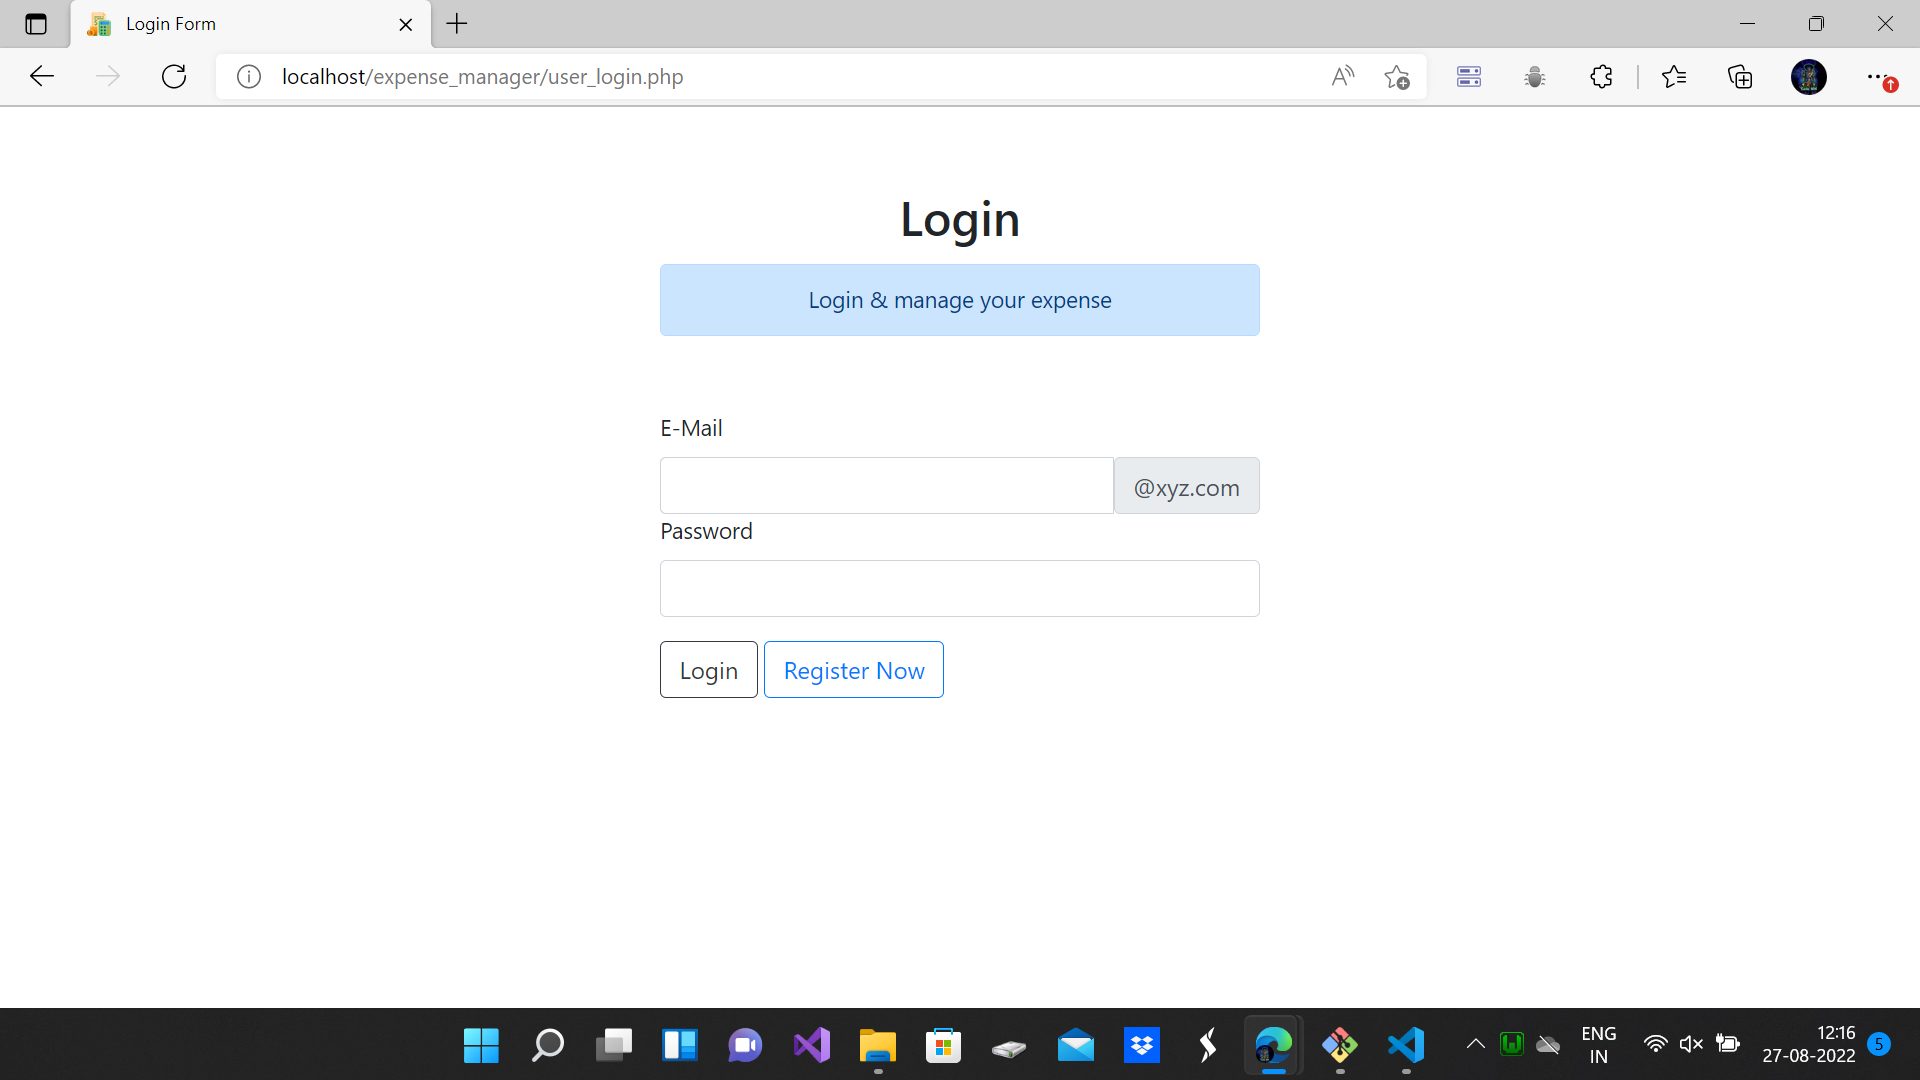 Login Form
localhost/expense_manager/user_login.php
Login
Login & manage your expense
E-Mail
@xyz.com
Password
Login
Register Now
ENG
IN
12:16
27-08-2022
5